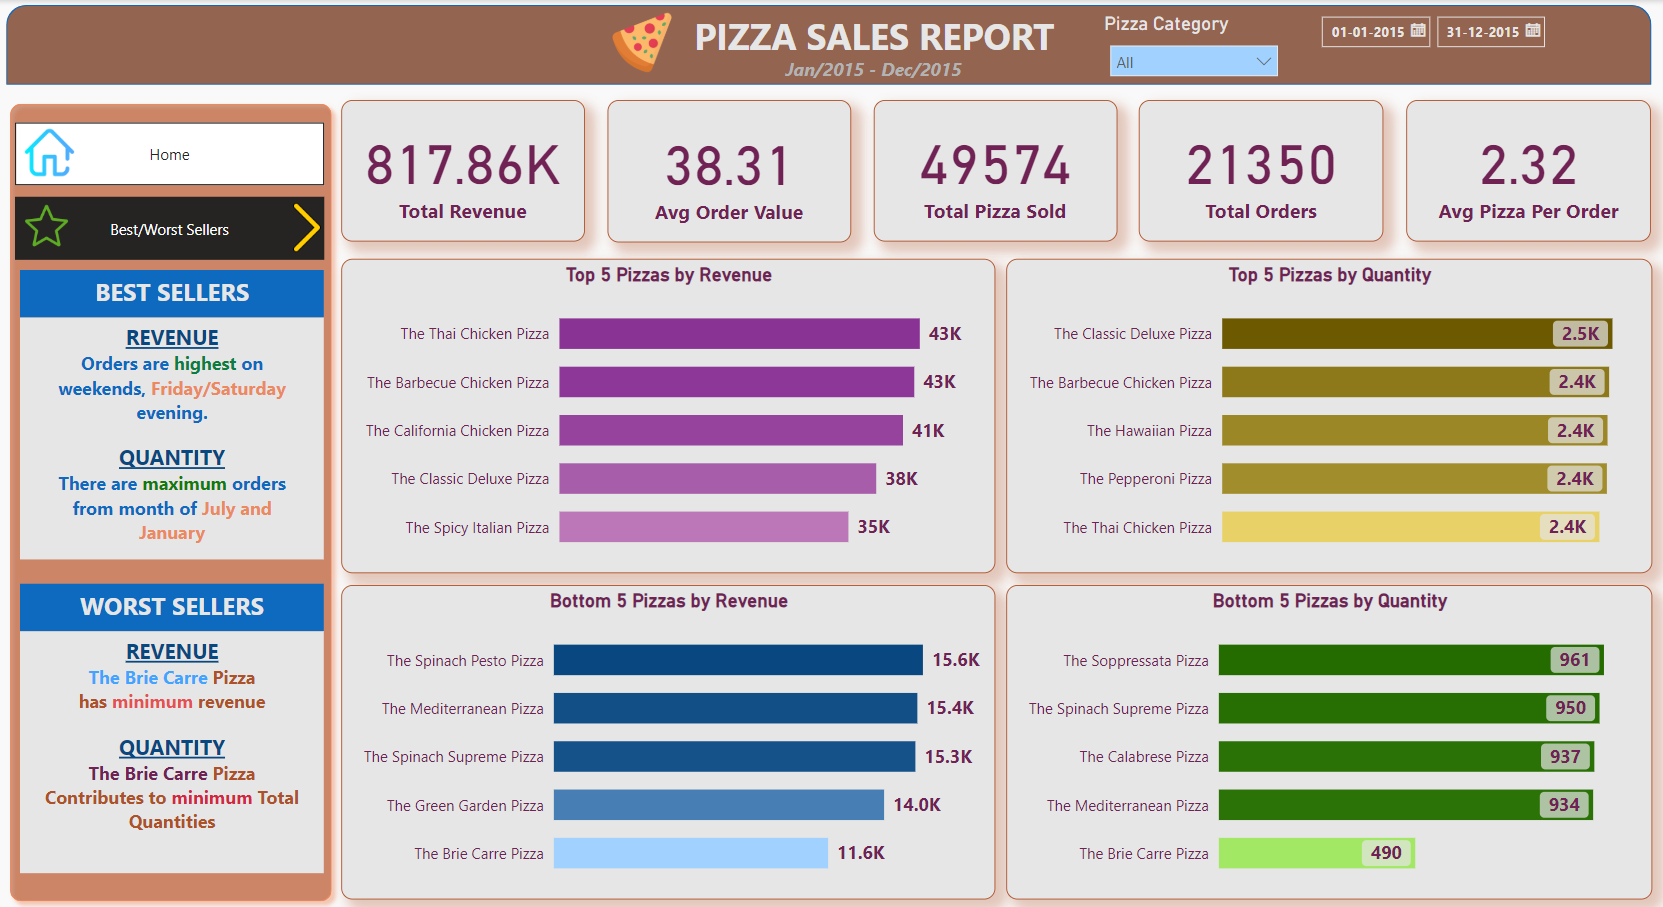 PIZZA SALES REPORT
Jan/2015 - Dec/2015
Pizza Category
All
01-01-2015
31-12-2015
Home
Best/Worst Sellers
BEST SELLERS
REVENUE
Orders are highest on
weekends, Friday/Saturday
evening.
QUANTITY
There are maximum orders
from month of July and
January
WORST SELLERS
REVENUE
The Brie Carre Pizza
has minimum revenue
QUANTITY
The Brie Carre Pizza
Contributes to minimum Total
Quantities
817.86K
Total Revenue
38.31
Avg Order Value
49574
Total Pizza Sold
21350
Total Orders
2.32
Avg Pizza Per Order
Top 5 Pizzas by Revenue
The Thai Chicken Pizza 43K
The Barbecue Chicken Pizza 43K
The California Chicken Pizza 41K
The Classic Deluxe Pizza 38K
The Spicy Italian Pizza 35K
Top 5 Pizzas by Quantity
The Classic Deluxe Pizza 2.5K
The Barbecue Chicken Pizza 2.4K
The Hawaiian Pizza 2.4K
The Pepperoni Pizza 2.4K
The Thai Chicken Pizza 2.4K
Bottom 5 Pizzas by Revenue
The Spinach Pesto Pizza 15.6K
The Mediterranean Pizza 15.4K
The Spinach Supreme Pizza 15.3K
The Green Garden Pizza 14.0K
The Brie Carre Pizza 11.6K
Bottom 5 Pizzas by Quantity
The Soppressata Pizza 961
The Spinach Supreme Pizza 950
The Calabrese Pizza 937
The Mediterranean Pizza 934
The Brie Carre Pizza 490